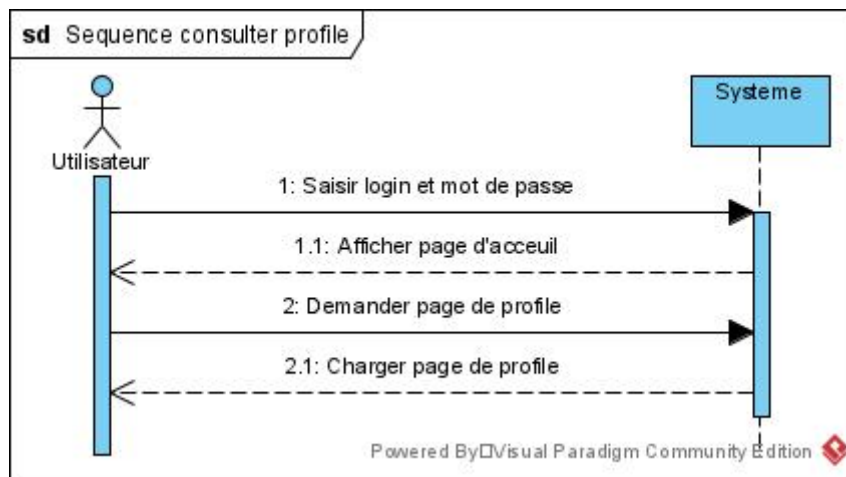 sd Sequence consulter profile
Systeme
Utilisateur
1: Saisir login et mot de passe
1.1: Afficher page d'acceuil
2: Demander page de profile
2.1: Charger page de profile
Powered By□Visual Paradigm Community Edition